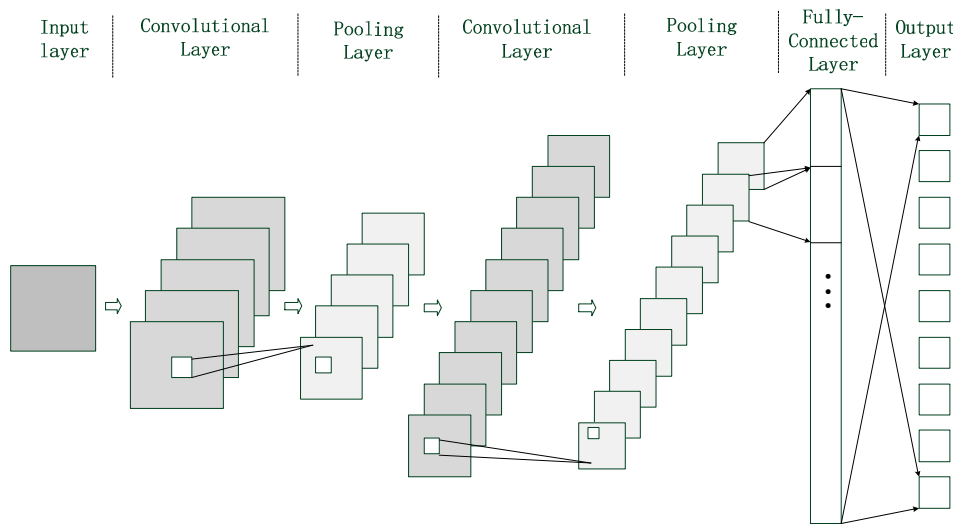 Input
layer
Convolutional
Layer
Pooling
Layer
Convolutional
Layer
Pooling
Layer
Fully-
Connected
Layer
Output
Layer